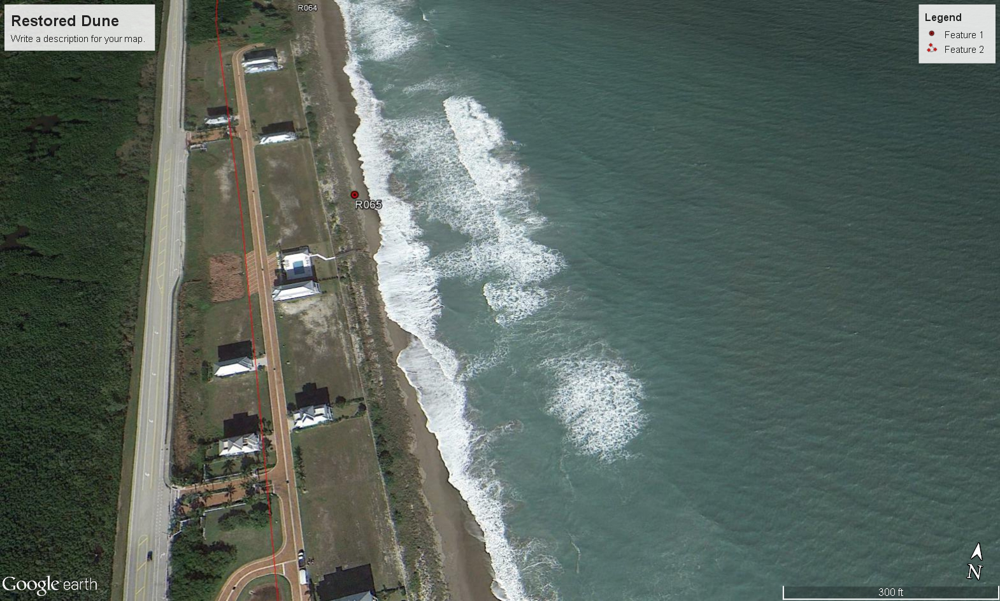 R064
Restored Dune
Write a description for your map.
Legend
Feature 1
Feature 2
R065
N
Google earth
300 ft